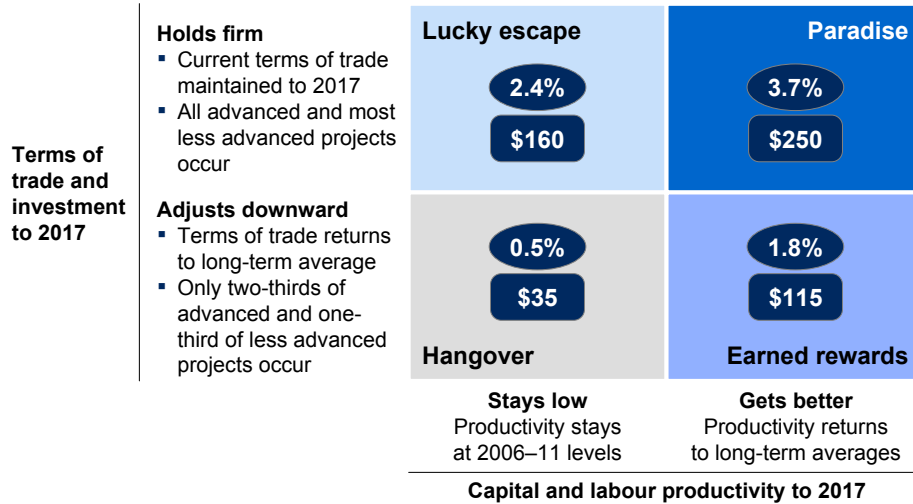 Terms of
trade and
investment
to 2017
Holds firm
▪ Current terms of trade
maintained to 2017
▪ All advanced and most
less advanced projects
occur
Adjusts downward
▪ Terms of trade returns
to long-term average
▪ Only two-thirds of
advanced and one-
third of less advanced
projects occur
Lucky escape
2.4%
$160
Paradise
3.7%
$250
0.5%
$35
Hangover
1.8%
$115
Earned rewards
Stays low
Productivity stays
at 2006–11 levels
Gets better
Productivity returns
to long-term averages
Capital and labour productivity to 2017